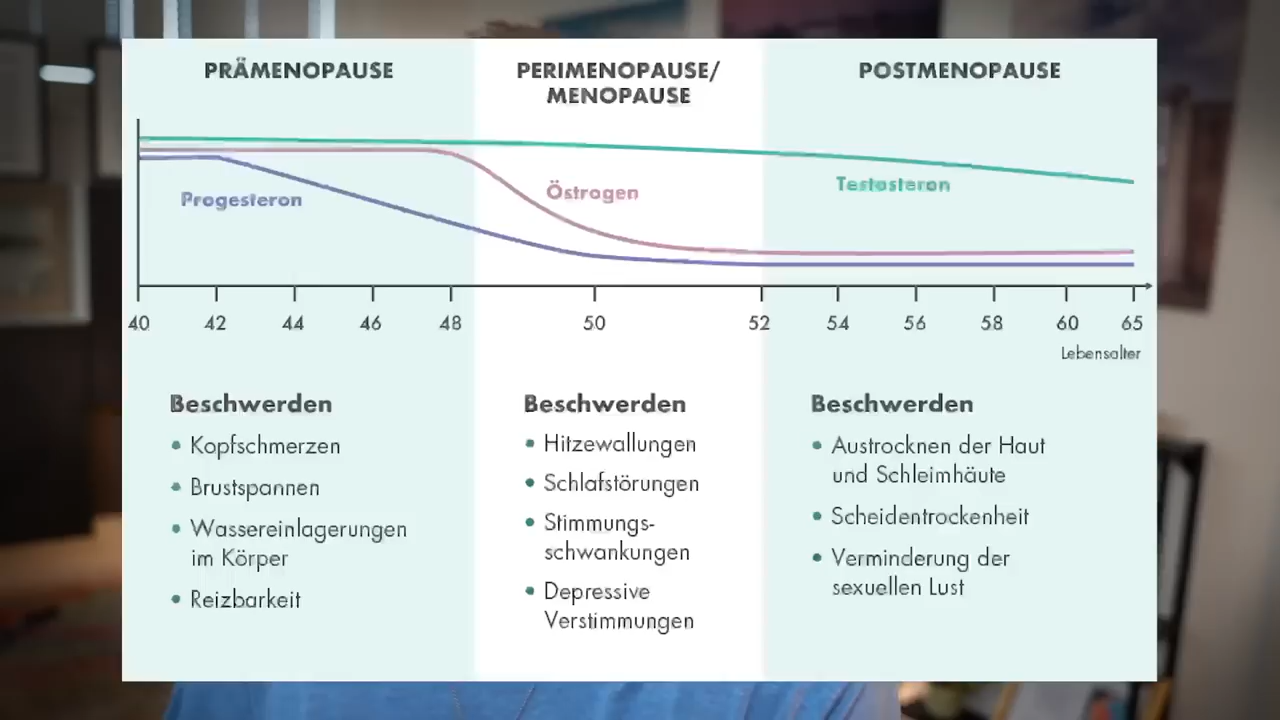 PRÄMENOPAUSE
PERIMENOPAUSE/
MENOPAUSE
POSTMENOPAUSE
Progesteron
Östrogen
Testosteron
40 42 44 46 48 50 52 54 56 58 60 65
Lebensalter
Beschwerden
• Kopfschmerzen
• Brustspannen
• Wassereinlagerungen
im Körper
• Reizbarkeit
Beschwerden
• Hitzewallungen
• Schlafstörungen
• Stimmungs-
schwankungen
• Depressive
Verstimmungen
Beschwerden
• Austrocknen der Haut
und Schleimhäute
• Scheidentrockenheit
• Verminderung der
sexuellen Lust